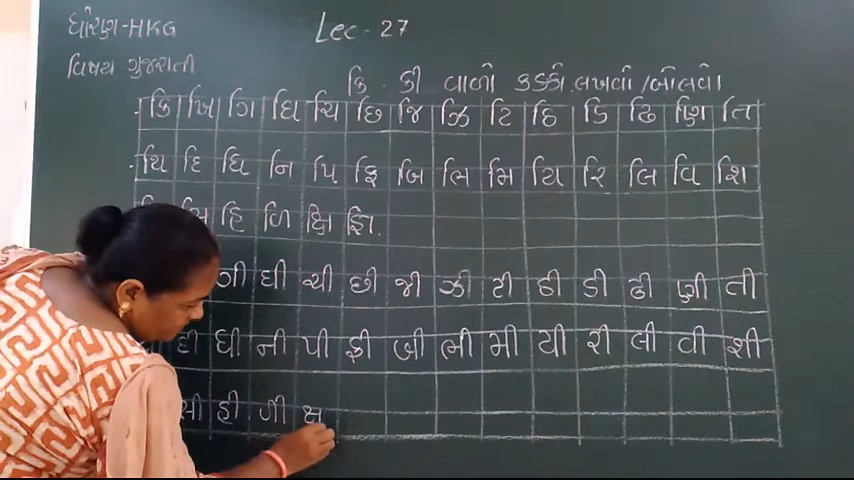 ધોરણ-HKG
Lec - 27
વિષય ગુજરાતી
કિ - કી વાળો કક્કો લખવો/બોલવો
કિ ખિ ગિ ઘિ ચિ છિ જિ ઝિ ટિ ઠિ ડિ ઢિ ણિ તિ
થિ દિ ધિ નિ પિ ફિ બિ ભિ મિ યિ રિ લિ વિ શિ
સિ હિ ળિ ક્ષિ જ્ઞિ.
ગી ઘી ચી છી જી ઝી ટી ઠી ડી ઢી ણી તી
દી ધી ની પી ફી બી ભી મી યી રી લી વી શી
સી હી ળી ક્ષ